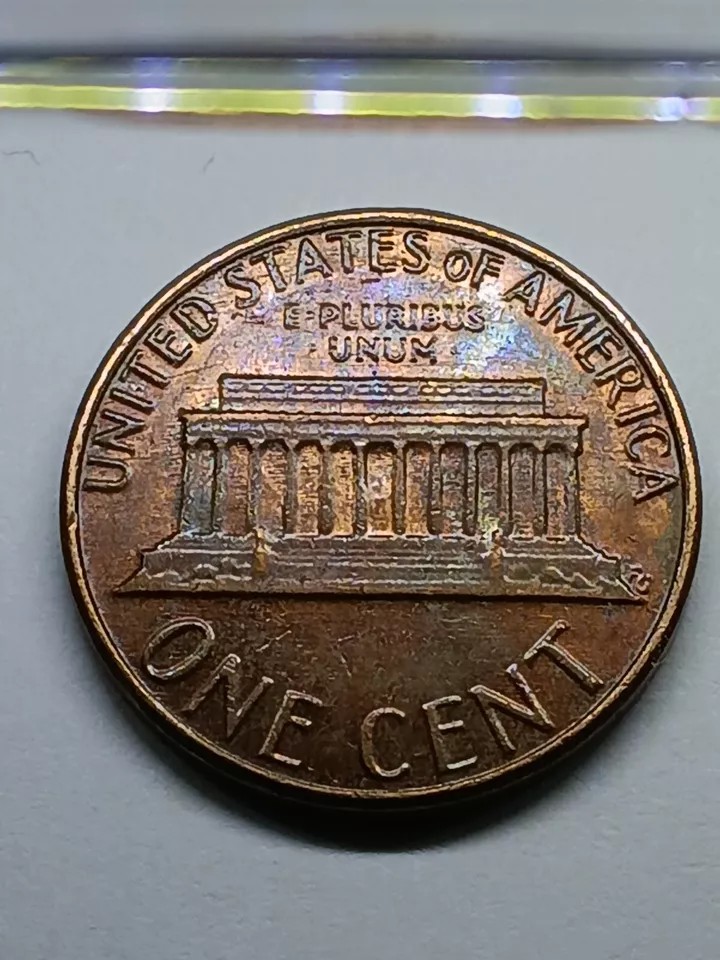 UNITED STATES OF AMERICA
E·PLURIBUS
UNUM
ONE CENT